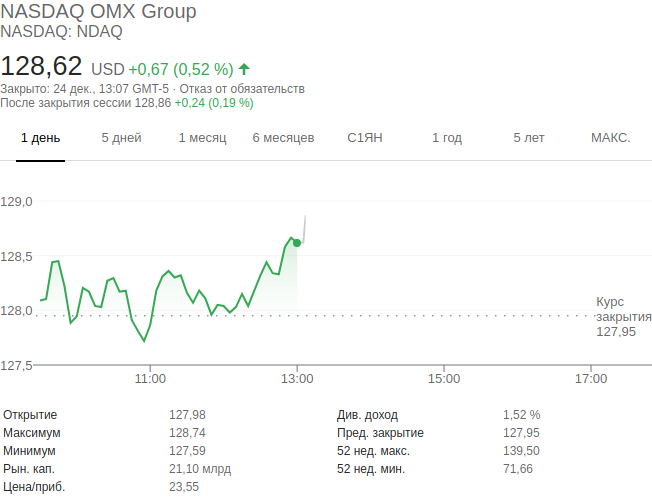 NASDAQ OMX Group
NASDAQ: NDAQ
128,62 USD +0,67 (0,52 %)
Закрыто: 24 дек., 13:07 GMT-5 · Отказ от обязательств
После закрытия сессии 128,86 +0,24 (0,19 %)
1 день 5 дней 1 месяц 6 месяцев С1ЯН 1 год 5 лет МАКС.
129,0
128,5
128,0
127,5
Курс
закрытия
127,95
11:00 13:00 15:00 17:00
Открытие 127,98 Див. доход 1,52 %
Максимум 128,74 Пред. закрытие 127,95
Минимум 127,59 52 нед. макс. 139,50
Рын. кап. 21,10 млрд 52 нед. мин. 71,66
Цена/приб. 23,55